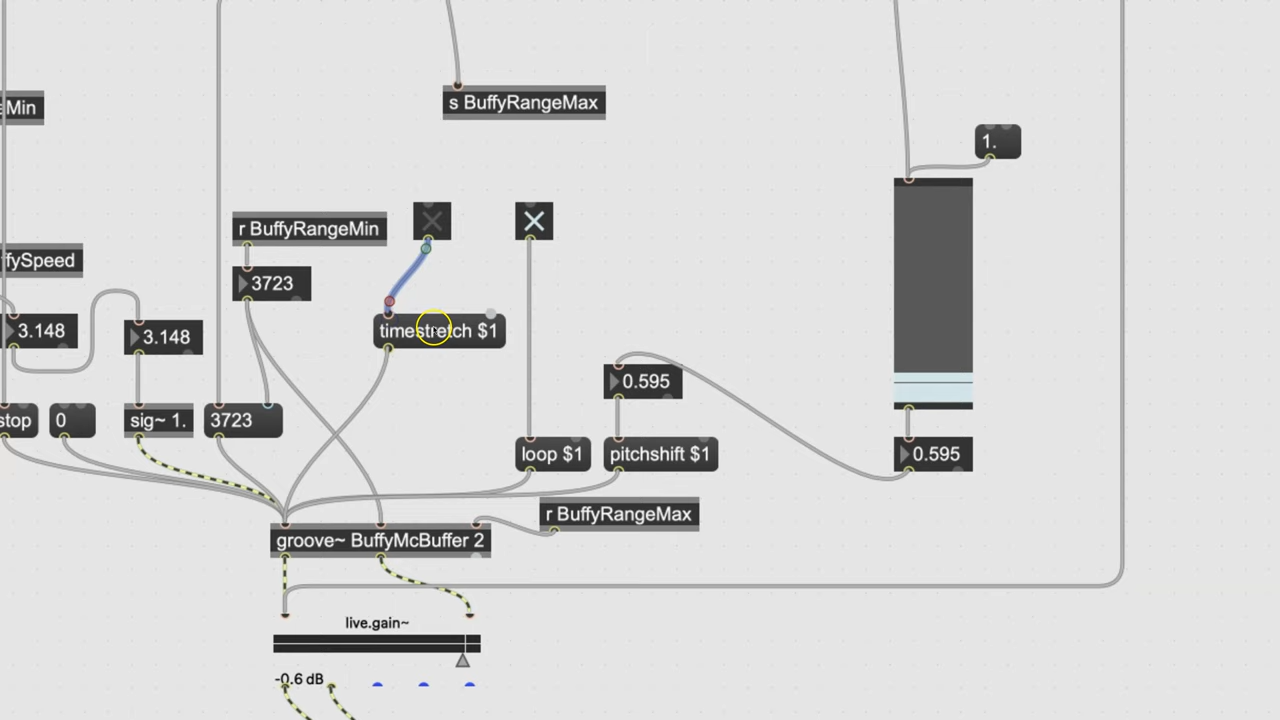 s BuffyRangeMax
eMin
1.
r BuffyRangeMin
ffySpeed
3723
timestretch $1
3.148
3.148
0.595
stop
0
sig~ 1.
3723
loop $1
pitchshift $1
0.595
r BuffyRangeMax
groove~ BuffyMcBuffer 2
live.gain~
-0.6 dB